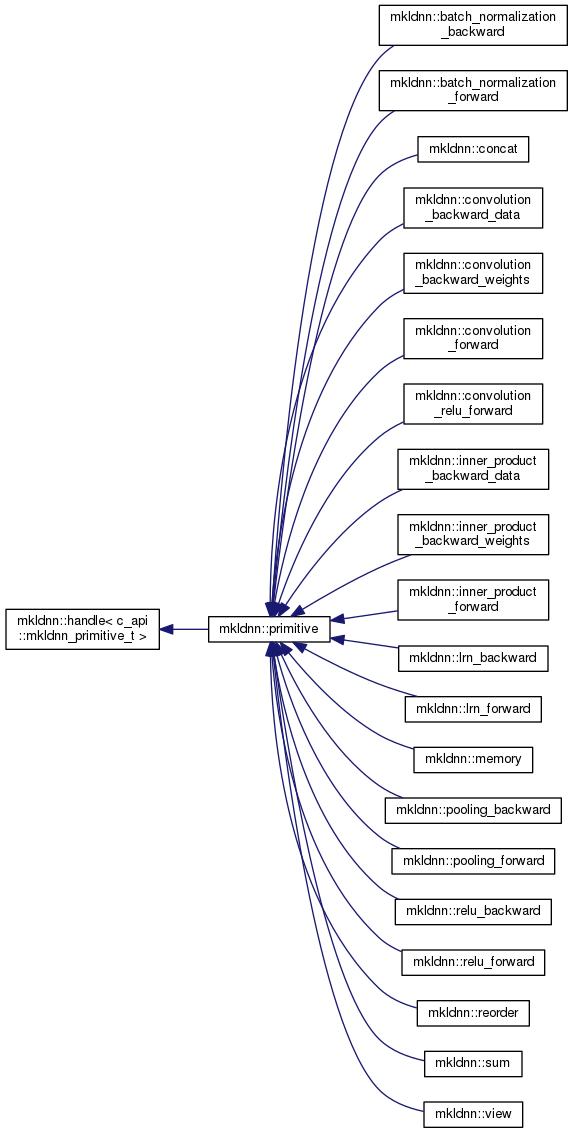 mkldnn::batch_normalization
_backward
mkldnn::batch_normalization
_forward
mkldnn::concat
mkldnn::convolution
_backward_data
mkldnn::convolution
_backward_weights
mkldnn::convolution
_forward
mkldnn::convolution
_relu_forward
mkldnn::inner_product
_backward_data
mkldnn::inner_product
_backward_weights
mkldnn::inner_product
_forward
mkldnn::handle< c_api
::mkldnn_primitive_t >
mkldnn::primitive
mkldnn::lrn_backward
mkldnn::lrn_forward
mkldnn::memory
mkldnn::pooling_backward
mkldnn::pooling_forward
mkldnn::relu_backward
mkldnn::relu_forward
mkldnn::reorder
mkldnn::sum
mkldnn::view